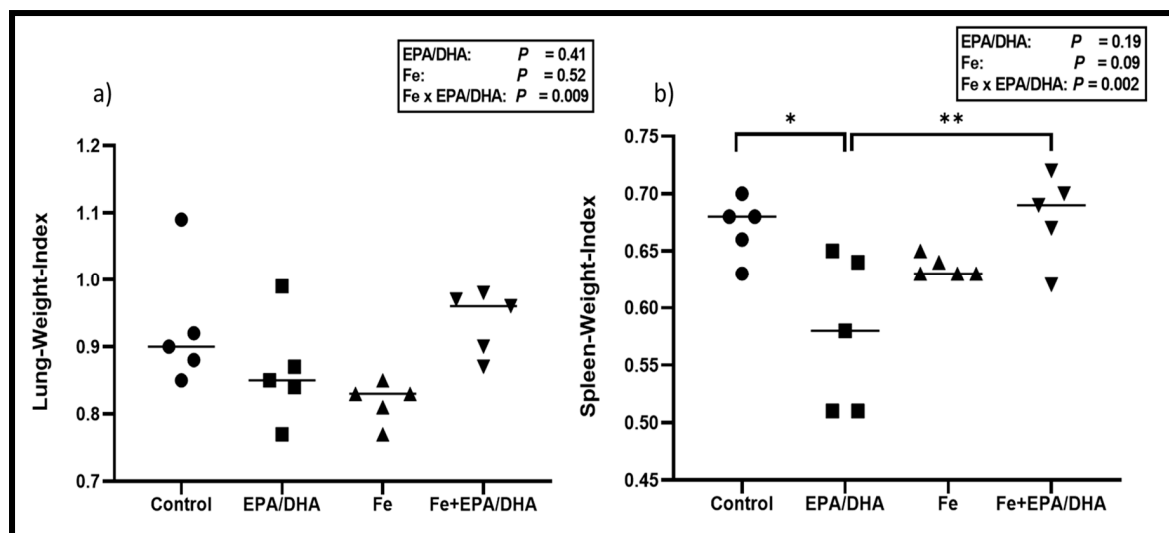 EPA/DHA: P = 0.41
Fe: P = 0.52
Fe x EPA/DHA: P = 0.009
a)
1.2
1.1
1.0
0.9
0.8
0.7
Lung-Weight-Index
Control EPA/DHA Fe Fe+EPA/DHA
EPA/DHA: P = 0.19
Fe: P = 0.09
Fe x EPA/DHA: P = 0.002
b)
* **
0.75
0.70
0.65
0.60
0.55
0.50
0.45
Spleen-Weight-Index
Control EPA/DHA Fe Fe+EPA/DHA